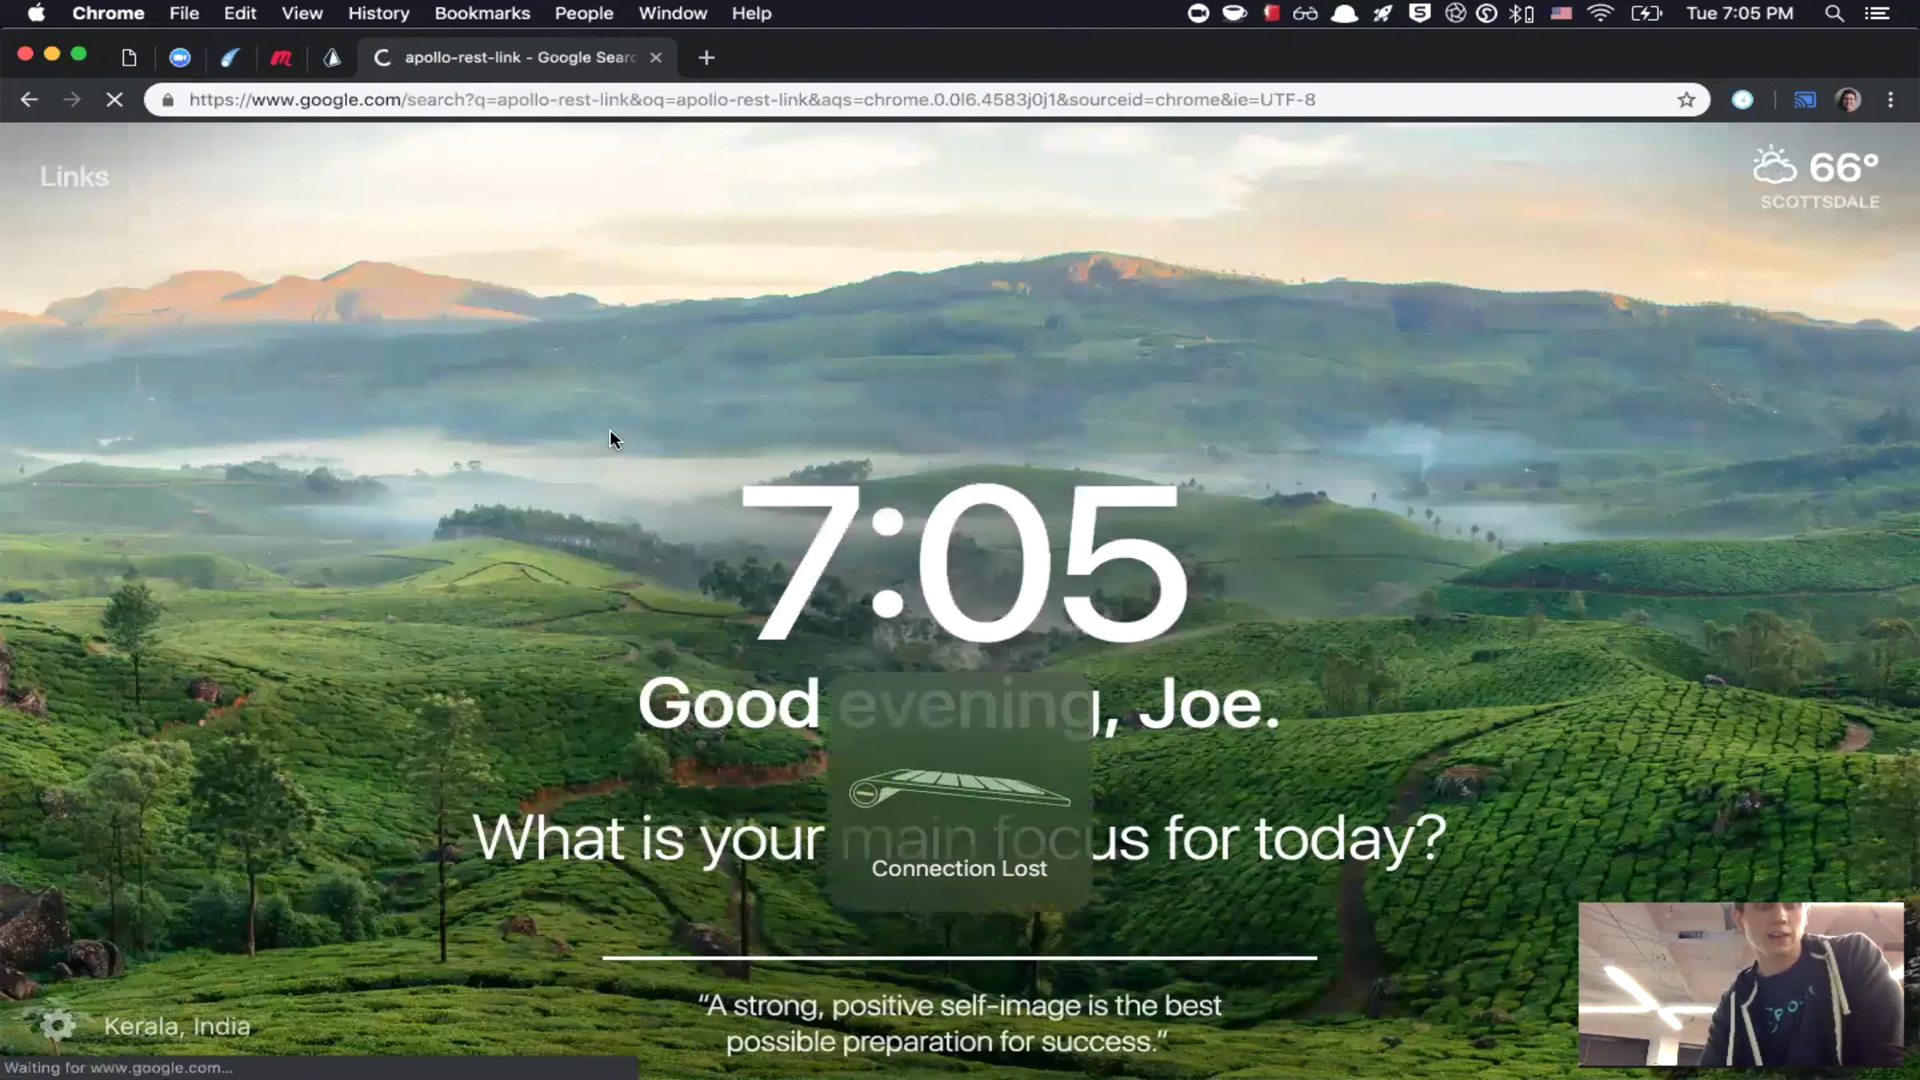 Chrome File Edit View History Bookmarks People Window Help Tue 7:05 PM
apollo-rest-link - Google Sear
https://www.google.com/search?q=apollo-rest-link&oq=apollo-rest-link&aqs=chrome.0.0l6.4583j0j1&sourceid=chrome&ie=UTF-8
Links
66°
SCOTTSDALE
7:05
Good evening, Joe.
What is your main focus for today?
Connection Lost
“A strong, positive self-image is the best
possible preparation for success.”
Kerala, India
Waiting for www.google.com...